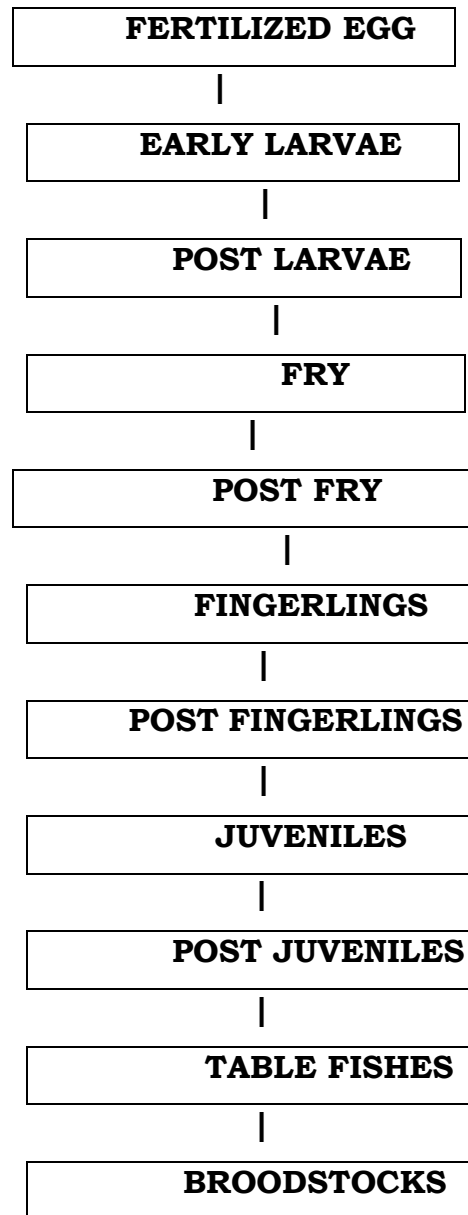 FERTILIZED EGG
EARLY LARVAE
POST LARVAE
FRY
POST FRY
FINGERLINGS
POST FINGERLINGS
JUVENILES
POST JUVENILES
TABLE FISHES
BROODSTOCKS